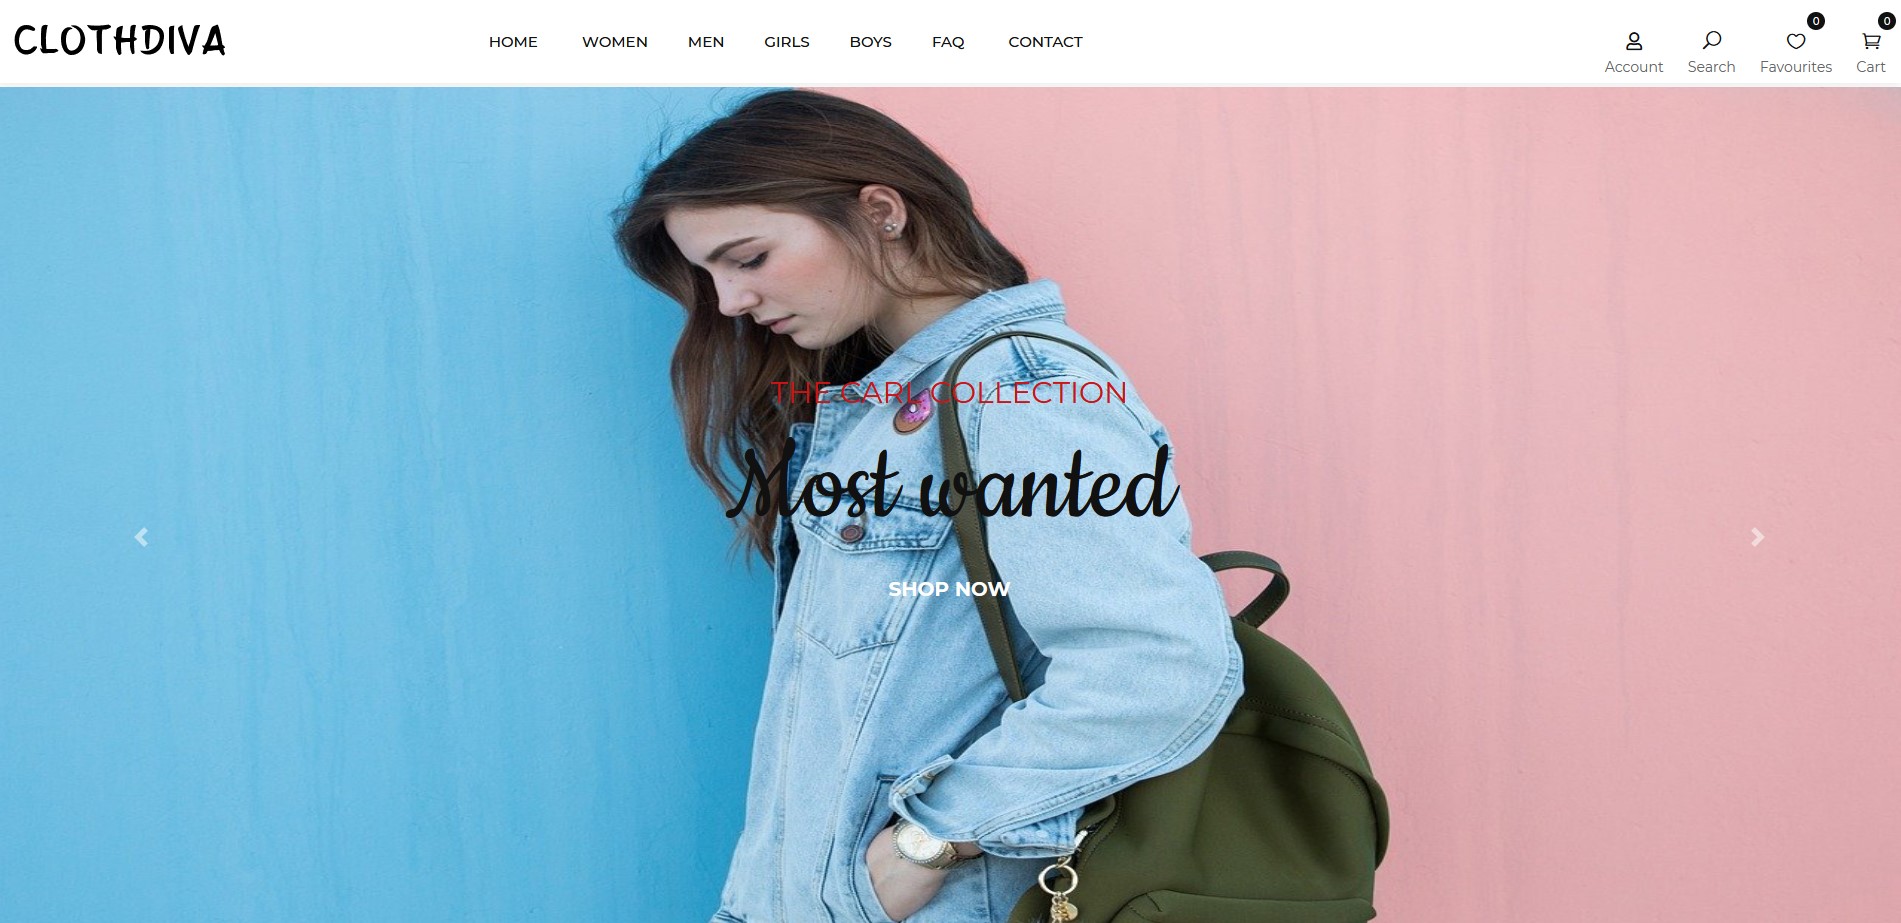 CLOTHDIVA
HOME WOMEN MEN GIRLS BOYS FAQ CONTACT
0 0
Account Search Favourites Cart
THE CARL COLLECTION
Most wanted
SHOP NOW